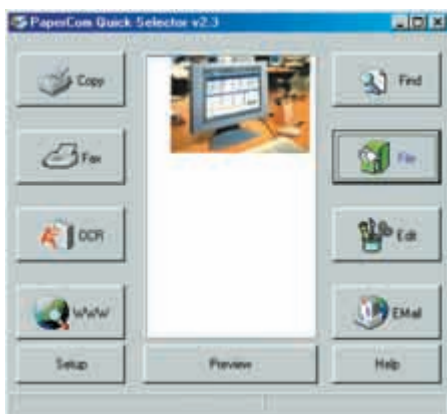 PaperCom Quick Selector v2.3
Copy
Find
Fax
File
OCR
Edit
WWW
EMail
Setup
Preview
Help